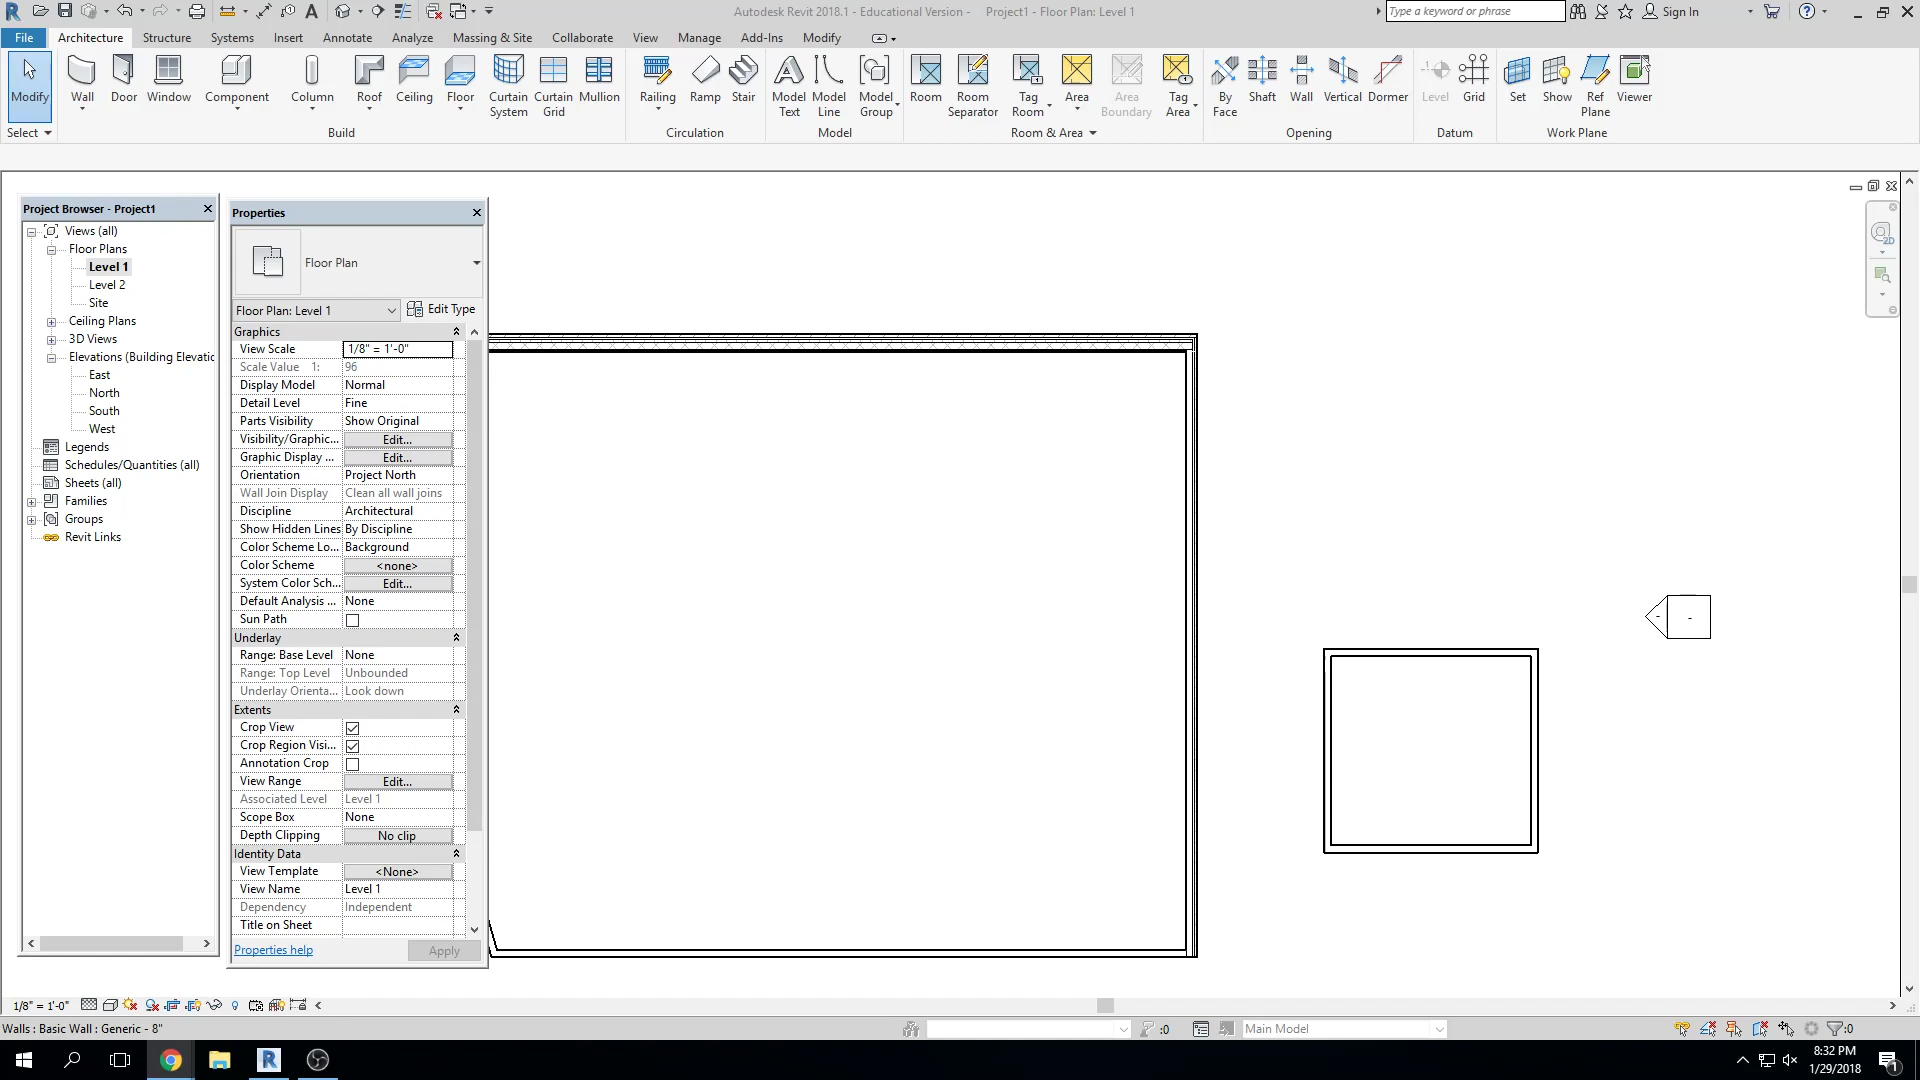 Autodesk Revit 2018.1 - Educational Version - Project1 - Floor Plan: Level 1
Type a keyword or phrase
Sign In
File Architecture Structure Systems Insert Annotate Analyze Massing & Site Collaborate View Manage Add-Ins Modify
Modify
Wall
Door
Window
Component
Column
Roof
Ceiling
Floor
Curtain System
Curtain Grid
Mullion
Railing
Ramp
Stair
Model Text
Model Line
Model Group
Room
Room Separator
Tag Room
Area
Area Boundary
Tag Area
By Face
Shaft
Wall
Vertical
Dormer
Level
Grid
Set
Show
Ref Plane
Viewer
Select
Build
Circulation
Model
Room & Area
Opening
Datum
Work Plane
Project Browser - Project1
Views (all)
Floor Plans
Level 1
Level 2
Site
Ceiling Plans
3D Views
Elevations (Building Elevatic
East
North
South
West
Legends
Schedules/Quantities (all)
Sheets (all)
Families
Groups
Revit Links
Properties
Floor Plan
Floor Plan: Level 1
Edit Type
Graphics
View Scale 1/8" = 1'-0"
Scale Value 1: 96
Display Model Normal
Detail Level Fine
Parts Visibility Show Original
Visibility/Graphic... Edit...
Graphic Display ... Edit...
Orientation Project North
Wall Join Display Clean all wall joins
Discipline Architectural
Show Hidden Lines By Discipline
Color Scheme Lo... Background
Color Scheme <none>
System Color Sch... Edit...
Default Analysis ... None
Sun Path
Underlay
Range: Base Level None
Range: Top Level Unbounded
Underlay Orienta... Look down
Extents
Crop View
Crop Region Visi...
Annotation Crop
View Range Edit...
Associated Level Level 1
Scope Box None
Depth Clipping No clip
Identity Data
View Template <None>
View Name Level 1
Dependency Independent
Title on Sheet
Properties help
Apply
2D
1/8" = 1'-0"
Walls : Basic Wall : Generic - 8"
:0
Main Model
:0
8:32 PM
1/29/2018
1